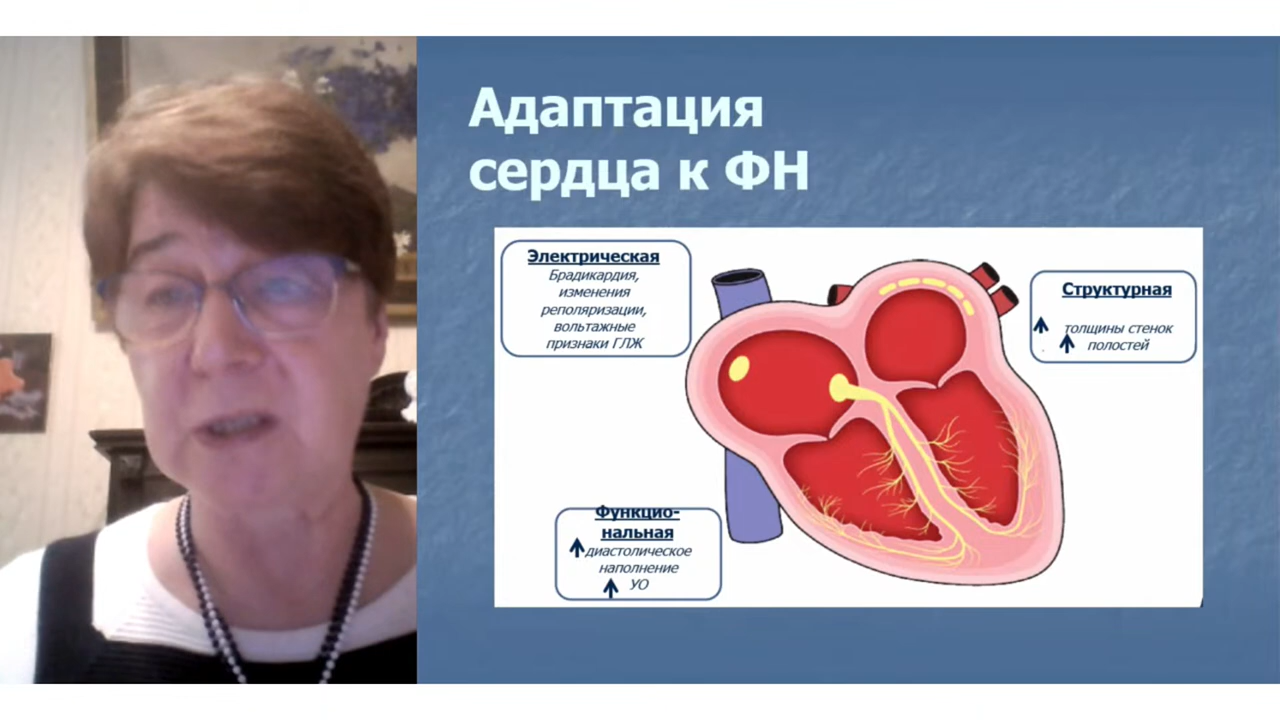 Адаптация
сердца к ФН
Электрическая
Брадикардия,
изменения
реполяризации,
вольтажные
признаки ГЛЖ
Структурная
толщины стенок
полостей
Функцио-
нальная
диастолическое
наполнение
УО